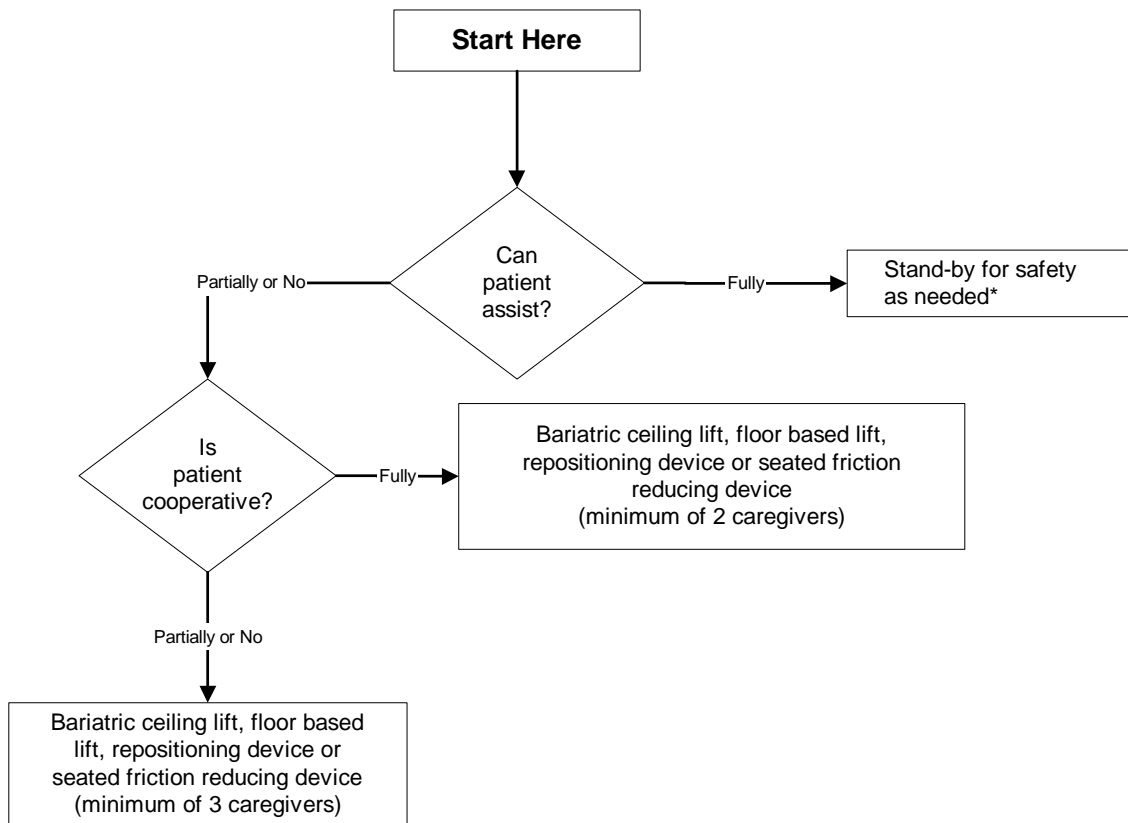 Start Here
Can
patient
assist?
Partially or No
Fully
Stand-by for safety
as needed*
Is
patient
cooperative?
Fully
Bariatric ceiling lift, floor based lift,
repositioning device or seated friction
reducing device
(minimum of 2 caregivers)
Partially or No
Bariatric ceiling lift, floor based
lift, repositioning device or
seated friction reducing device
(minimum of 3 caregivers)